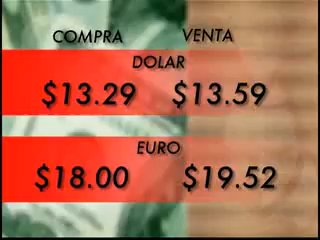 COMPRA VENTA
DOLAR
$13.29 $13.59
EURO
$18.00 $19.52